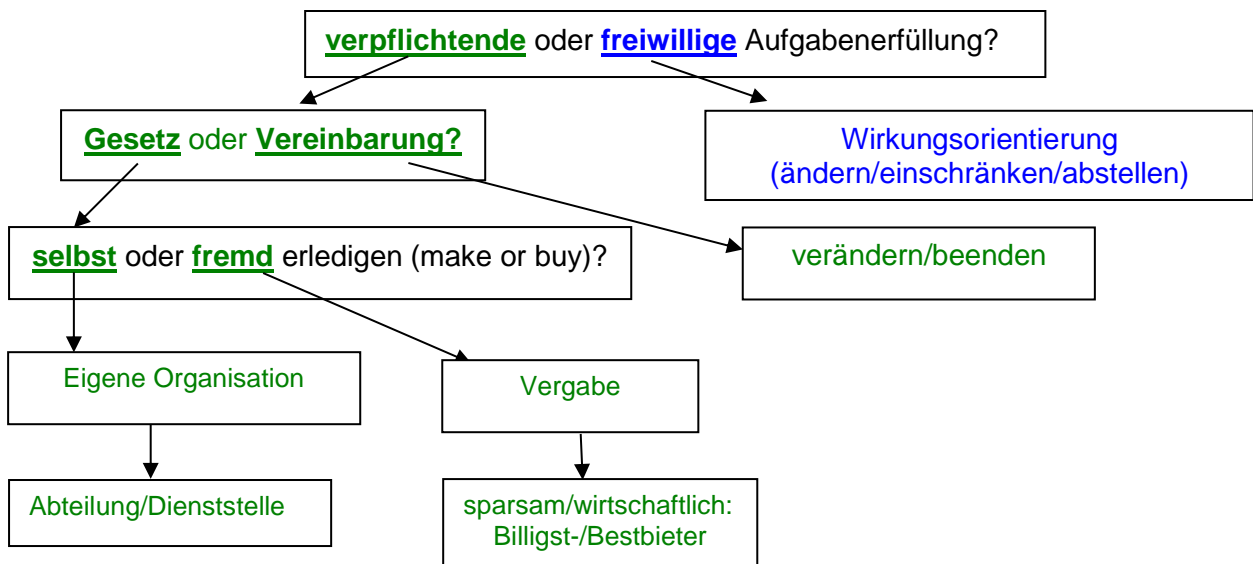 verpflichtende oder freiwillige Aufgabenerfüllung?
Gesetz oder Vereinbarung?
Wirkungsorientierung
(ändern/einschränken/abstellen)
selbst oder fremd erledigen (make or buy)?
verändern/beenden
Eigene Organisation
Vergabe
Abteilung/Dienststelle
sparsam/wirtschaftlich:
Billigst-/Bestbieter